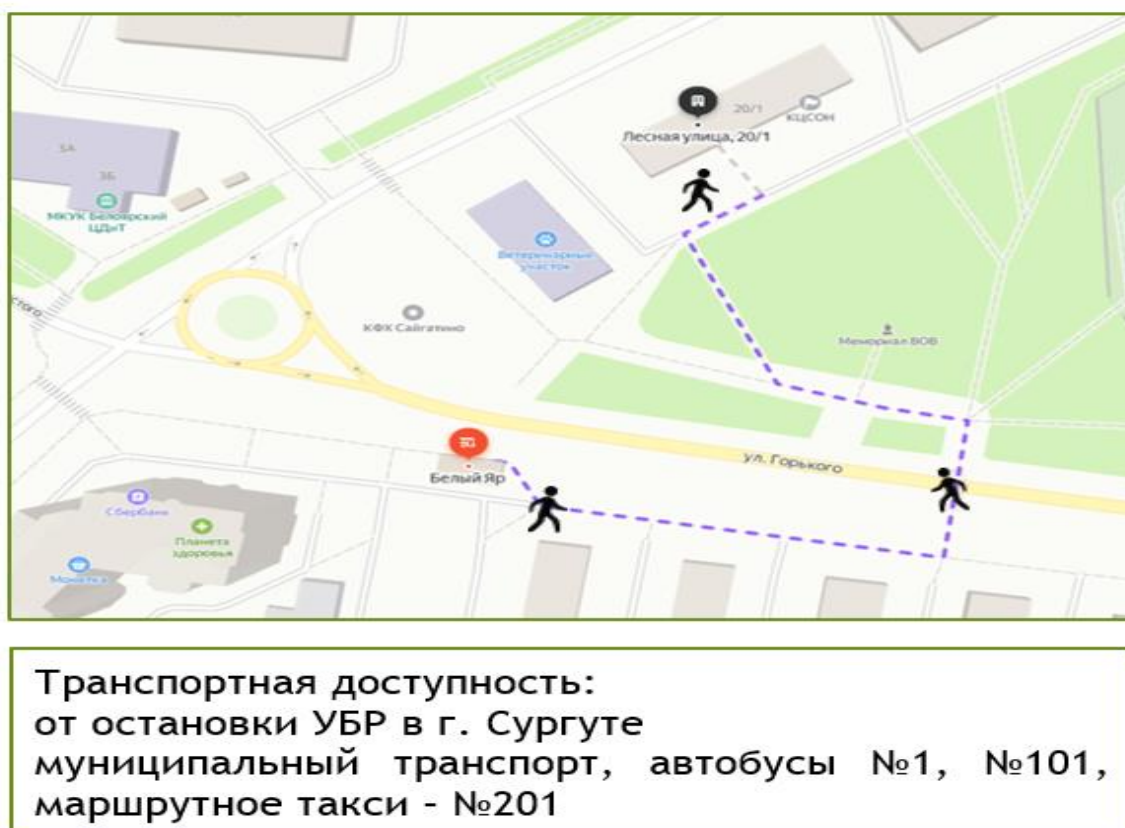 20/1
КЦСОН
Лесная улица, 20/1
5А
3Б
МКУК Белоярский
ЦДиТ
Ветеринарный
участок
стого
КФХ Сайгатино
Мемориал ВОВ
ул. Горького
Белый Яр
Сбербанк
Планета
здоровья
Монетка
Транспортная доступность:
от остановки УБР в г. Сургуте
муниципальный транспорт, автобусы №1, №101,
маршрутное такси - №201